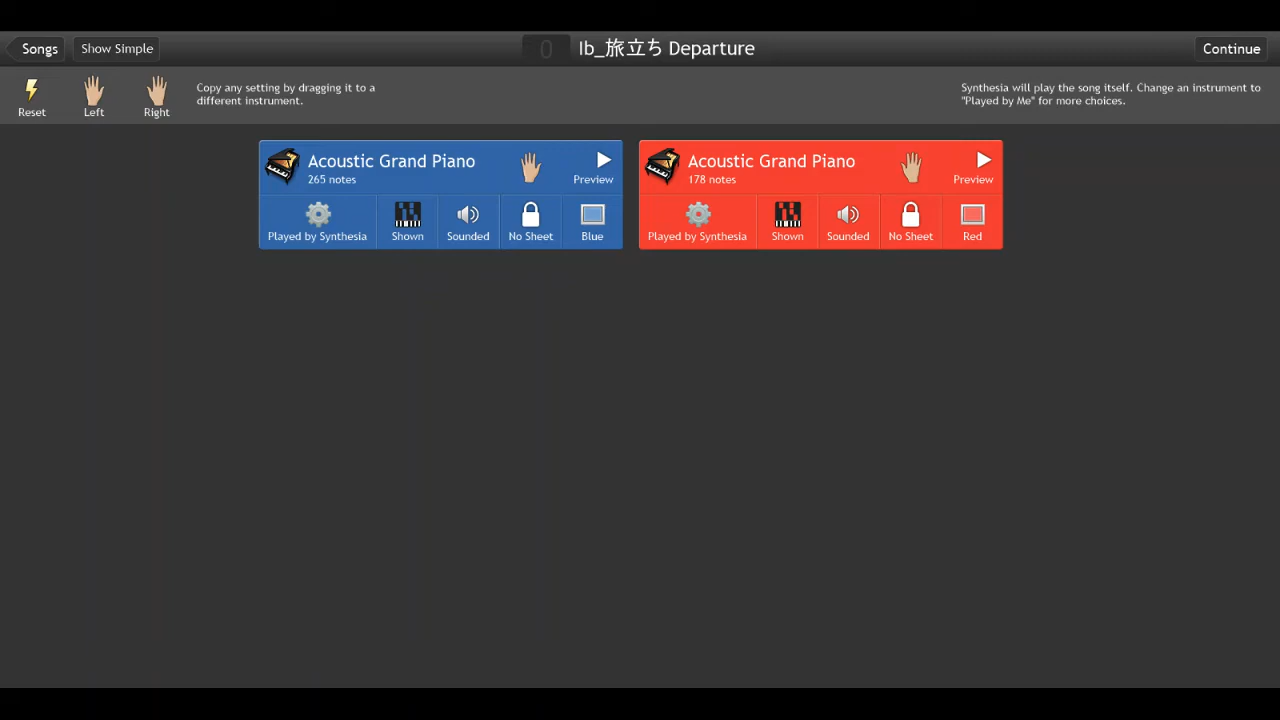 Songs
Show Simple
0
Ib_旅立ち Departure
Continue
Reset
Left
Right
Copy any setting by dragging it to a
different instrument.
Synthesia will play the song itself. Change an instrument to
"Played by Me" for more choices.
Acoustic Grand Piano
265 notes
Preview
Played by Synthesia
Shown
Sounded
No Sheet
Blue
Acoustic Grand Piano
178 notes
Preview
Played by Synthesia
Shown
Sounded
No Sheet
Red